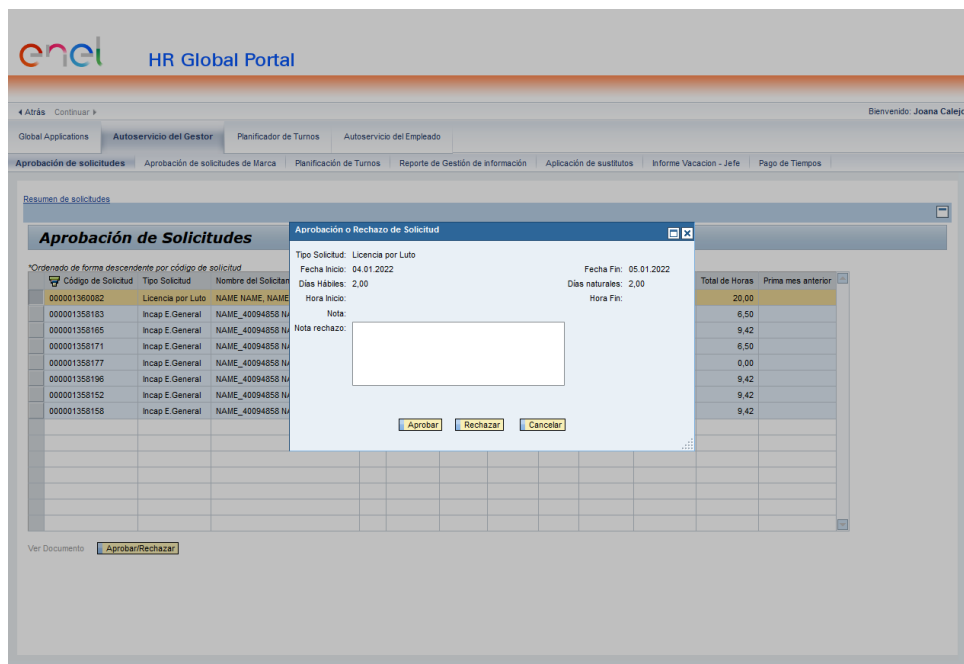 enel HR Global Portal
Atrás Continuar Bienvenido: Joana Calejo
Global Applications Autoservicio del Gestor Planificador de Turnos Autoservicio del Empleado
Aprobación de solicitudes Aprobación de solicitudes de Marca Planificación de Turnos Reporte de Gestión de información Aplicación de sustitutos Informe Vacacion - Jefe Pago de Tiempos
Resumen de solicitudes
Aprobación de Solicitudes
*Ordenado de forma descendente por código de solicitud
Código de Solicitud Tipo Solicitud Nombre del Solicitan Total de Horas Prima mes anterior
000001360082 Licencia por Luto NAME NAME, NAME 20,00
000001358183 Incap E.General NAME_40094858 NA 6,50
000001358165 Incap E.General NAME_40094858 NA 9,42
000001358171 Incap E.General NAME_40094858 NA 6,50
000001358177 Incap E.General NAME_40094858 NA 0,00
000001358196 Incap E.General NAME_40094858 NA 9,42
000001358152 Incap E.General NAME_40094858 NA 9,42
000001358158 Incap E.General NAME_40094858 NA 9,42
Ver Documento Aprobar/Rechazar
Aprobación o Rechazo de Solicitud
Tipo Solicitud: Licencia por Luto
Fecha Inicio: 04.01.2022 Fecha Fin: 05.01.2022
Días Hábiles: 2,00 Días naturales: 2,00
Hora Inicio: Hora Fin:
Nota:
Nota rechazo:
Aprobar Rechazar Cancelar